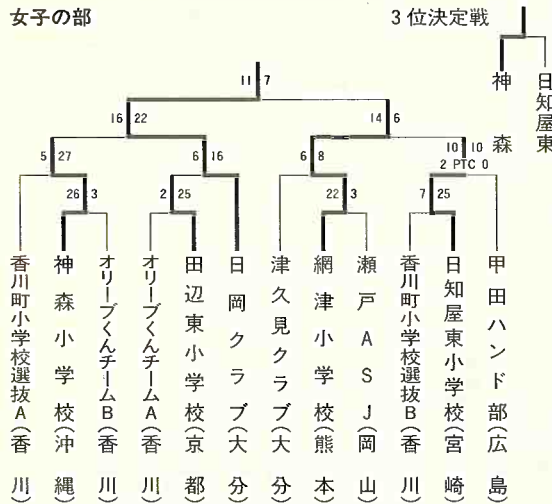 女子の部
3位決定戦
神森
日知屋東
11 7
16 22
14 6
5 27
6 16
6 8
10 10
2 PTC 0
26 3
2 25
22 3
7 25
香川町小学校選抜A(香川)
神森小学校(沖縄)
オリーブくんチームB(香川)
オリーブくんチームA(香川)
田辺東小学校(京都)
日岡クラブ(大分)
津久見クラブ(大分)
網津小学校(熊本)
瀬戸ASJ(岡山)
香川町小学校選抜B(香川)
日知屋東小学校(宮崎)
甲田ハンド部(広島)